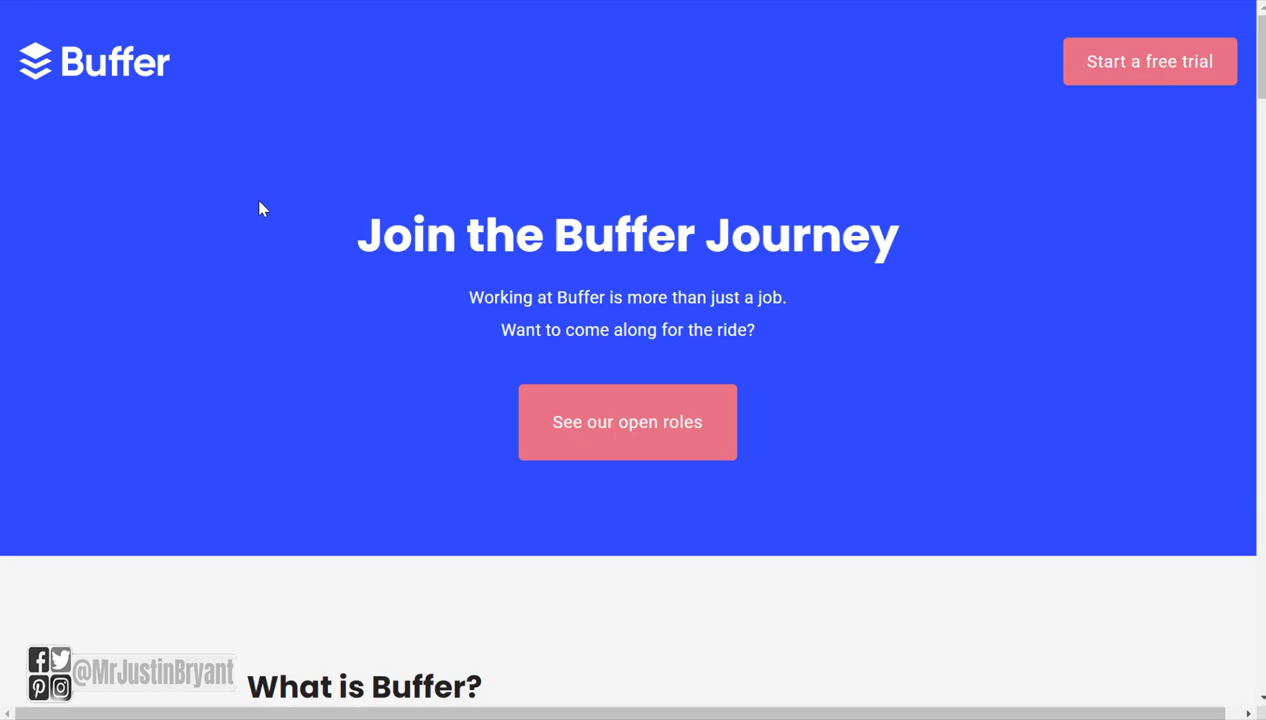 Buffer
Start a free trial
Join the Buffer Journey
Working at Buffer is more than just a job.
Want to come along for the ride?
See our open roles
@MrJustinBryant
What is Buffer?